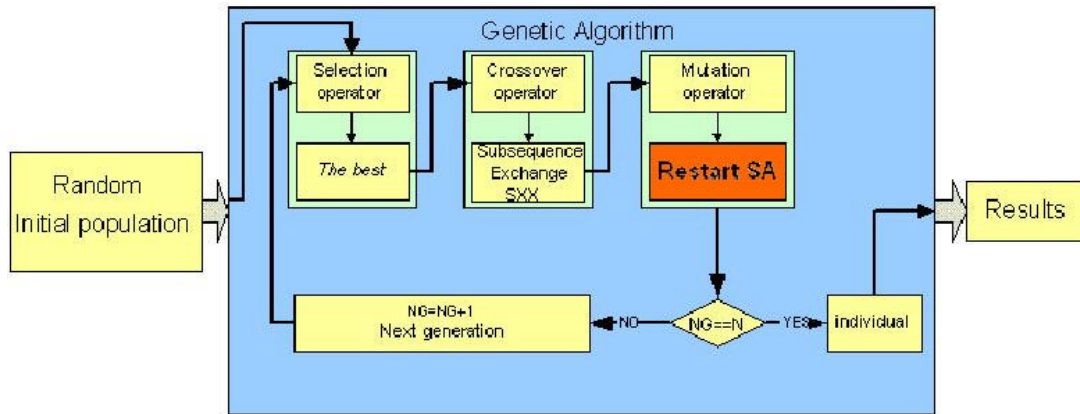 Genetic Algorithm
Selection
operator
The best
Crossover
operator
Subsequence
Exchange
SXX
Mutation
operator
Restart SA
Random
Initial population
Results
NG=NG+1
Next generation
NO
NG==N
YES
individual